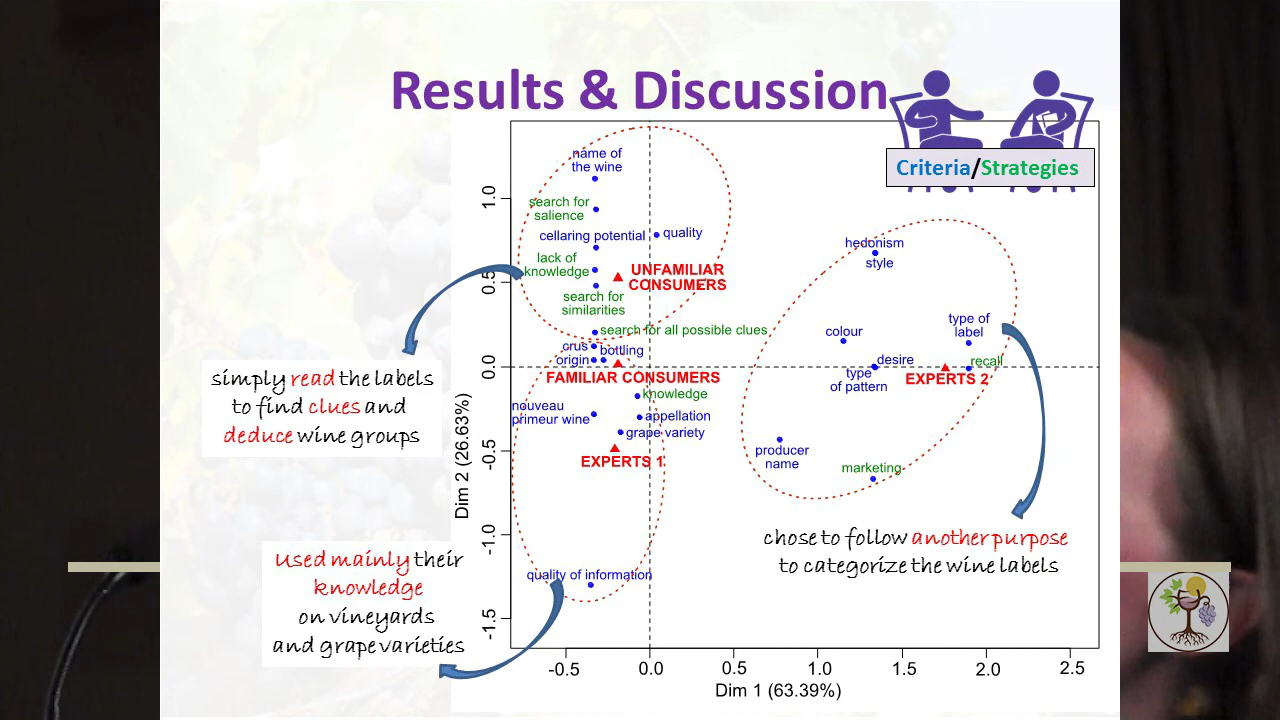 Results & Discussion
Criteria/Strategies
name of
the wine
search for
salience
cellaring potential
quality
lack of
knowledge
UNFAMILIAR
CONSUMERS
search for
similarities
search for all possible clues
crus
bottling
origin
FAMILIAR CONSUMERS
knowledge
nouveau
primeur wine
appellation
grape variety
EXPERTS 1
quality of information
hedonism
style
colour
type of
label
desire
recall
type
of pattern
EXPERTS 2
producer
name
marketing
simply read the labels
to find clues and
deduce wine groups
Used mainly their
knowledge
on vineyards
and grape varieties
chose to follow another purpose
to categorize the wine labels
1.0
0.5
0.0
-0.5
-1.0
-1.5
Dim 2 (26.63%)
-0.5 0.0 0.5 1.0 1.5 2.0 2.5
Dim 1 (63.39%)